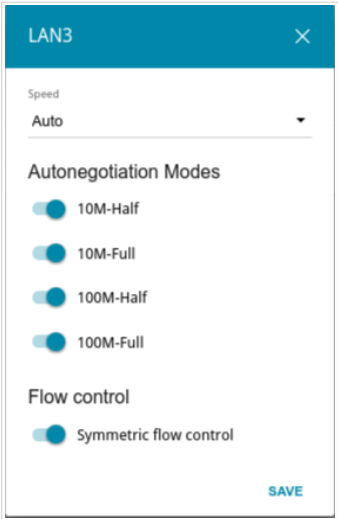 LAN3
Speed
Auto
Autonegotiation Modes
10M-Half
10M-Full
100M-Half
100M-Full
Flow control
Symmetric flow control
SAVE